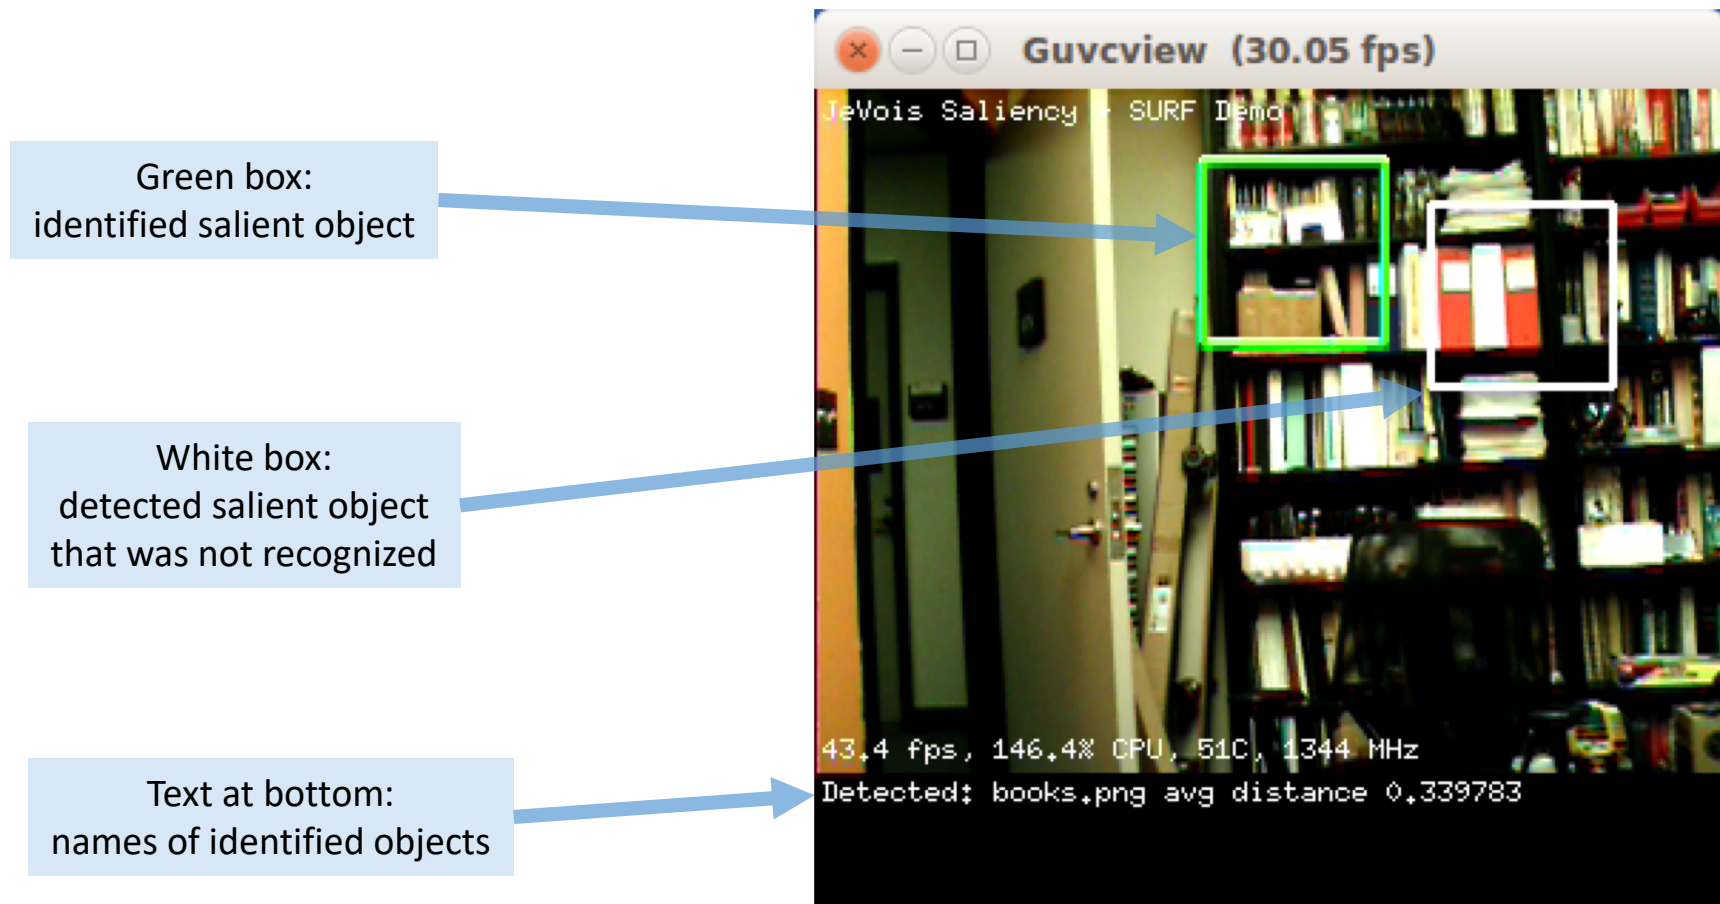 Guvcview (30.05 fps)
JeVois Saliency - SURF Demo
Green box:
identified salient object
White box:
detected salient object
that was not recognized
43.4 fps, 146.4% CPU, 51C, 1344 MHz
Text at bottom:
names of identified objects
Detected: books.png avg distance 0.339783